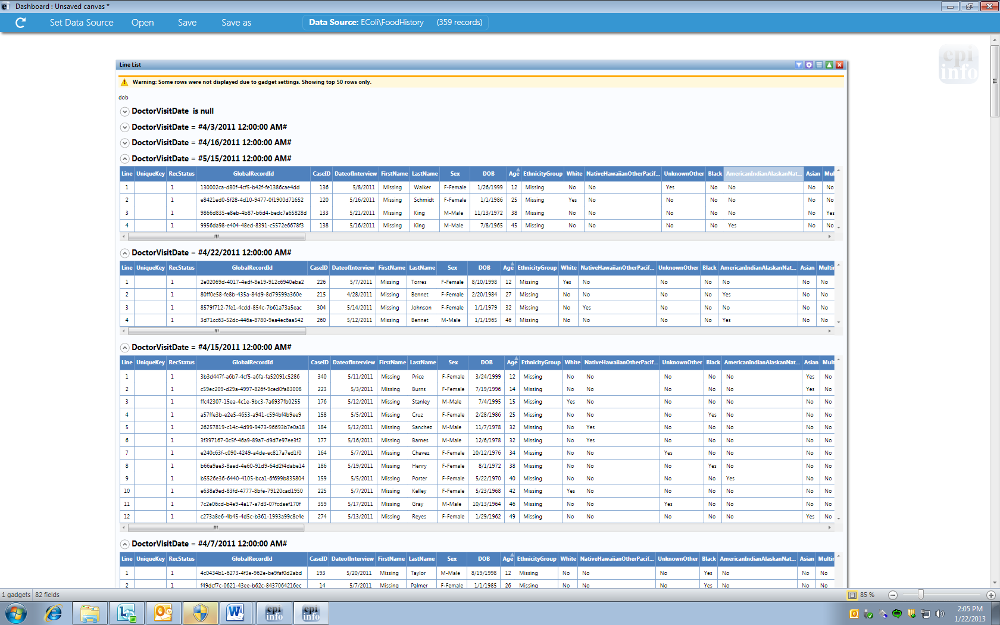 Dashboard : Unsaved canvas *
Set Data Source Open Save Save as Data Source: EColi\FoodHistory (359 records)
epi info
Line List
Warning: Some rows were not displayed due to gadget settings. Showing top 50 rows only.
dob
DoctorVisitDate is null
DoctorVisitDate = #4/3/2011 12:00:00 AM#
DoctorVisitDate = #4/16/2011 12:00:00 AM#
DoctorVisitDate = #5/15/2011 12:00:00 AM#
Line UniqueKey RecStatus GlobalRecordId CaseID DateofInterview FirstName LastName Sex DOB Age EthnicityGroup White NativeHawaiianOtherPacif... UnknownOther Black AmericanIndianAlaskanNat... Asian Mul
1 1 130002ca-d80f-4cf5-b42f-fe1386cae4dd 136 5/8/2011 Missing Walker F-Female 1/26/1999 12 Missing No No Yes No No No No
2 1 e8421ed0-5f28-4d10-9477-0f1900d71652 120 5/16/2011 Missing Schmidt F-Female 1/1/1986 25 Missing Yes No No No No No No
3 1 9866d835-e8eb-4b87-b6d4-bedc7a65828d 133 5/21/2011 Missing King M-Male 11/13/1972 38 Missing No No No No No No Yes
4 1 9956da98-e404-48ed-8391-c5572e6678f3 138 5/16/2011 Missing King M-Male 7/8/1965 45 Missing No No No No Yes No No
DoctorVisitDate = #4/22/2011 12:00:00 AM#
Line UniqueKey RecStatus GlobalRecordId CaseID DateofInterview FirstName LastName Sex DOB Age EthnicityGroup White NativeHawaiianOtherPacif... UnknownOther Black AmericanIndianAlaskanNat... Asian Multir
1 1 2e02069d-4017-4edf-8e19-912c6940eba2 226 5/7/2011 Missing Torres F-Female 8/10/1998 12 Missing Yes No No No No No No
2 1 80ff0e58-fe8b-435a-84d9-8d79599a360e 215 4/28/2011 Missing Bennet F-Female 2/20/1984 27 Missing No No No No Yes No No
3 1 8579f712-7fe1-4cdd-854c-7b61a73a5eac 304 5/14/2011 Missing Johnson F-Female 1/1/1979 32 Missing No Yes No No No No No
4 1 3d71cc63-52dc-446a-8780-9ea4ec6aa542 260 5/12/2011 Missing Bennet M-Male 1/1/1965 46 Missing No No No No Yes No No
DoctorVisitDate = #4/15/2011 12:00:00 AM#
Line UniqueKey RecStatus GlobalRecordId CaseID DateofInterview FirstName LastName Sex DOB Age EthnicityGroup White NativeHawaiianOtherPacif... UnknownOther Black AmericanIndianAlaskanNat... Asian Mult
1 1 3b3d447f-a6b7-4cf5-a6fa-fa52091c5286 340 5/11/2011 Missing Price F-Female 3/24/1999 12 Missing No No No No No Yes No
2 1 c59ec209-d29a-4997-826f-9ced0fa83008 223 5/3/2011 Missing Burns F-Female 7/19/1996 14 Missing No No No No No Yes No
3 1 ffc42307-15ea-4c1e-9bc3-7a6937fb0255 176 5/12/2011 Missing Stanley M-Male 7/4/1995 15 Missing Yes No No No No No No
4 1 a57ffe3b-e2e5-4653-a941-c594bf4b9ee9 158 5/5/2011 Missing Cruz F-Female 2/28/1986 25 Missing No No No Yes No No No
5 1 26257819-c14c-4d99-9473-96693b7e0a18 184 5/12/2011 Missing Sanchez M-Male 11/7/1978 32 Missing No Yes No No No No No
6 1 3f397167-0c5f-46a9-89a7-d9d7e97ee3f2 177 5/16/2011 Missing Barnes M-Male 12/6/1978 32 Missing No Yes No No No No No
7 1 e240c63f-c090-4249-a4de-ec817a7ed1f0 164 5/7/2011 Missing Chavez F-Female 10/12/1976 34 Missing No No Yes No No No No
8 1 b66a9ae3-8aed-4e60-91d9-64d2f4dabe14 186 5/19/2011 Missing Henry F-Female 8/1/1972 38 Missing No No No Yes No No No
9 1 b5526e36-6440-4105-bca1-6f699b835804 159 5/5/2011 Missing Porter F-Female 5/22/1970 40 Missing No No No No Yes No No
10 1 e638a9ed-83fd-4777-8bfe-79120cad1950 225 5/7/2011 Missing Kelley F-Female 5/23/1968 42 Missing Yes No No No No No No
11 1 7c2e06cd-b4e9-4a17-a7d3-07fcdaef170f 359 5/17/2011 Missing Gray M-Male 10/13/1964 46 Missing No No Yes No No No No
12 1 c273a8e6-4b45-4d5c-b361-1993a99c8c4e 274 5/13/2011 Missing Reyes F-Female 1/29/1962 49 Missing No No No No No Yes No
DoctorVisitDate = #4/7/2011 12:00:00 AM#
Line UniqueKey RecStatus GlobalRecordId CaseID DateofInterview FirstName LastName Sex DOB Age EthnicityGroup White NativeHawaiianOtherPacif... UnknownOther Black AmericanIndianAlaskanNat... Asian Multir
1 1 4c0434b1-6273-4f3e-962e-be9faf0d2abd 193 5/20/2011 Missing Taylor M-Male 8/19/1998 12 Missing No No No Yes No No No
2 1 f49dcf7c-0621-43ee-b62c-8437064216ec 14 5/7/2011 Missing Palmer F-Female 1/1/1985 26 Missing No No No Yes No No No
1 gadgets 82 fields 85 %
epi info epi info
2:05 PM
1/22/2013